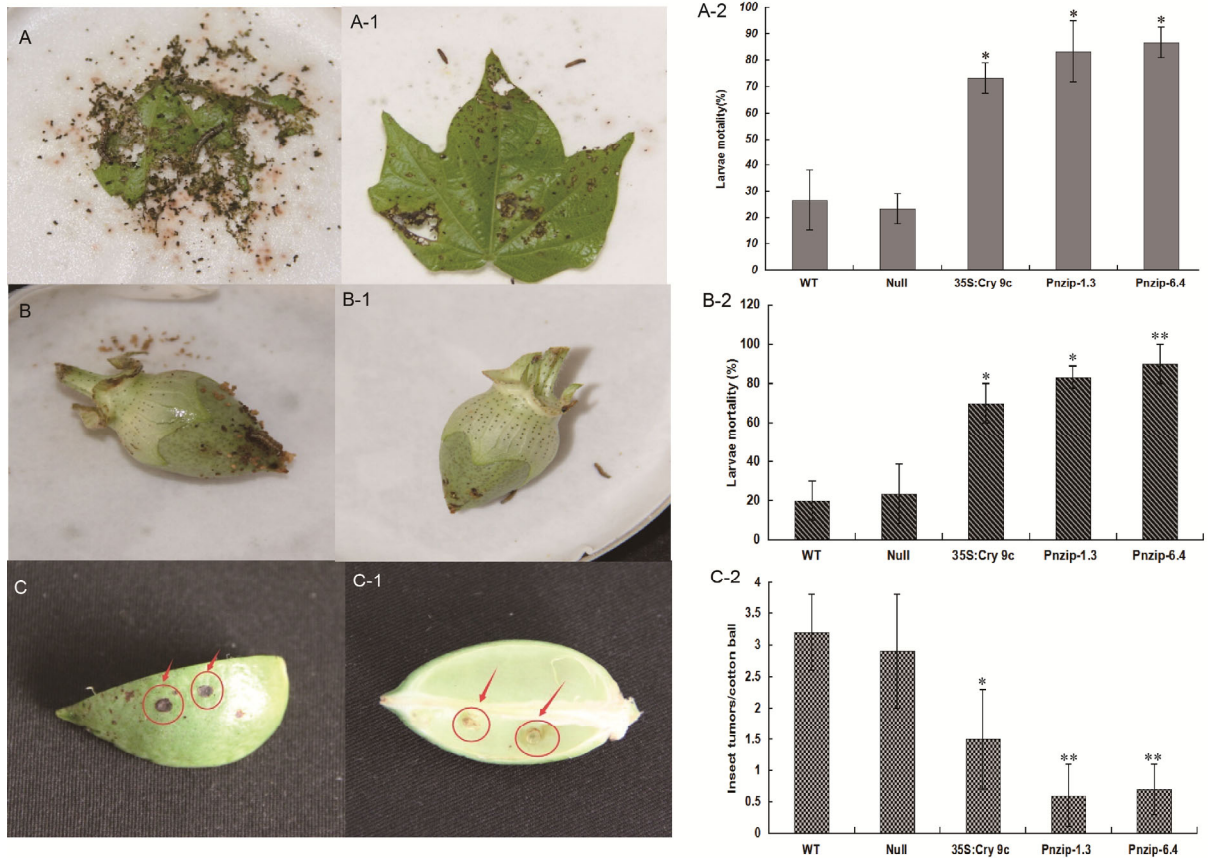 A
A-1
A-2
Larvae motality(%)
100
90
80
70
60
50
40
30
20
10
0
*
*
*
WT
Null
35S:Cry 9c
Pnzip-1.3
Pnzip-6.4
B
B-1
B-2
Larvae mortality (%)
120
100
80
60
40
20
0
*
*
**
WT
Null
35S:Cry 9c
Pnzip-1.3
Pnzip-6.4
C
C-1
C-2
Insect tumors/cotton ball
4
3.5
3
2.5
2
1.5
1
0.5
0
*
**
**
WT
Null
35S:Cry 9c
Pnzip-1.3
Pnzip-6.4